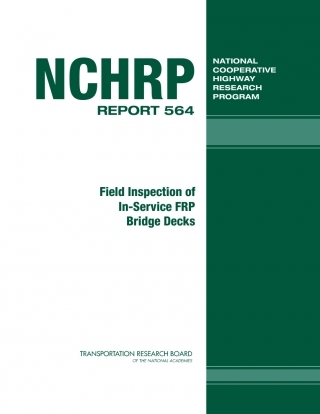 NCHRP
REPORT 564
NATIONAL
COOPERATIVE
HIGHWAY
RESEARCH
PROGRAM
Field Inspection of
In-Service FRP
Bridge Decks
TRANSPORTATION RESEARCH BOARD
OF THE NATIONAL ACADEMIES